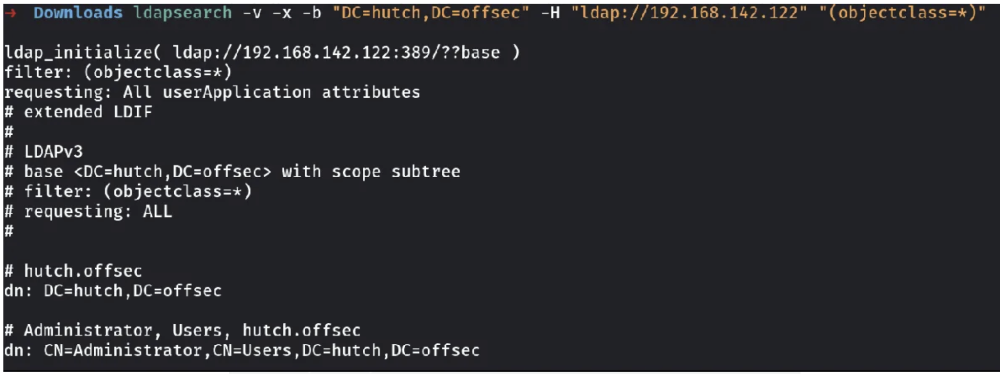 → Downloads ldapsearch -v -x -b "DC=hutch,DC=offsec" -H "ldap://192.168.142.122" "(objectclass=*)"
ldap_initialize( ldap://192.168.142.122:389/??base )
filter: (objectclass=*)
requesting: All userApplication attributes
# extended LDIF
#
# LDAPv3
# base <DC=hutch,DC=offsec> with scope subtree
# filter: (objectclass=*)
# requesting: ALL
#
# hutch.offsec
dn: DC=hutch,DC=offsec
# Administrator, Users, hutch.offsec
dn: CN=Administrator,CN=Users,DC=hutch,DC=offsec